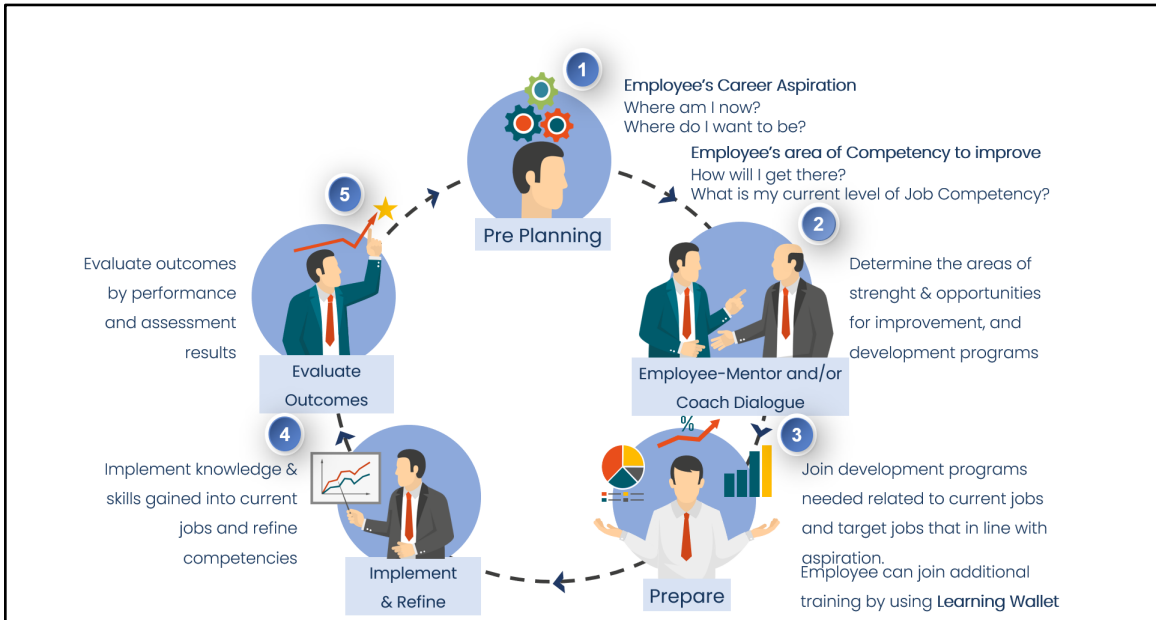 1
Employee's Career Aspiration
Where am I now?
Where do I want to be?
Employee's area of Competency to improve
How will I get there?
What is my current level of Job Competency?
Pre Planning
2
Determine the areas of
strenght & opportunities
for improvement, and
development programs
Employee-Mentor and/or
Coach Dialogue
%
3
Join development programs
needed related to current jobs
and target jobs that in line with
aspiration.
Employee can join additional
training by using Learning Wallet
Prepare
4
Implement knowledge &
skills gained into current
jobs and refine
competencies
Implement
& Refine
5
Evaluate outcomes
by performance
and assessment
results
Evaluate
Outcomes